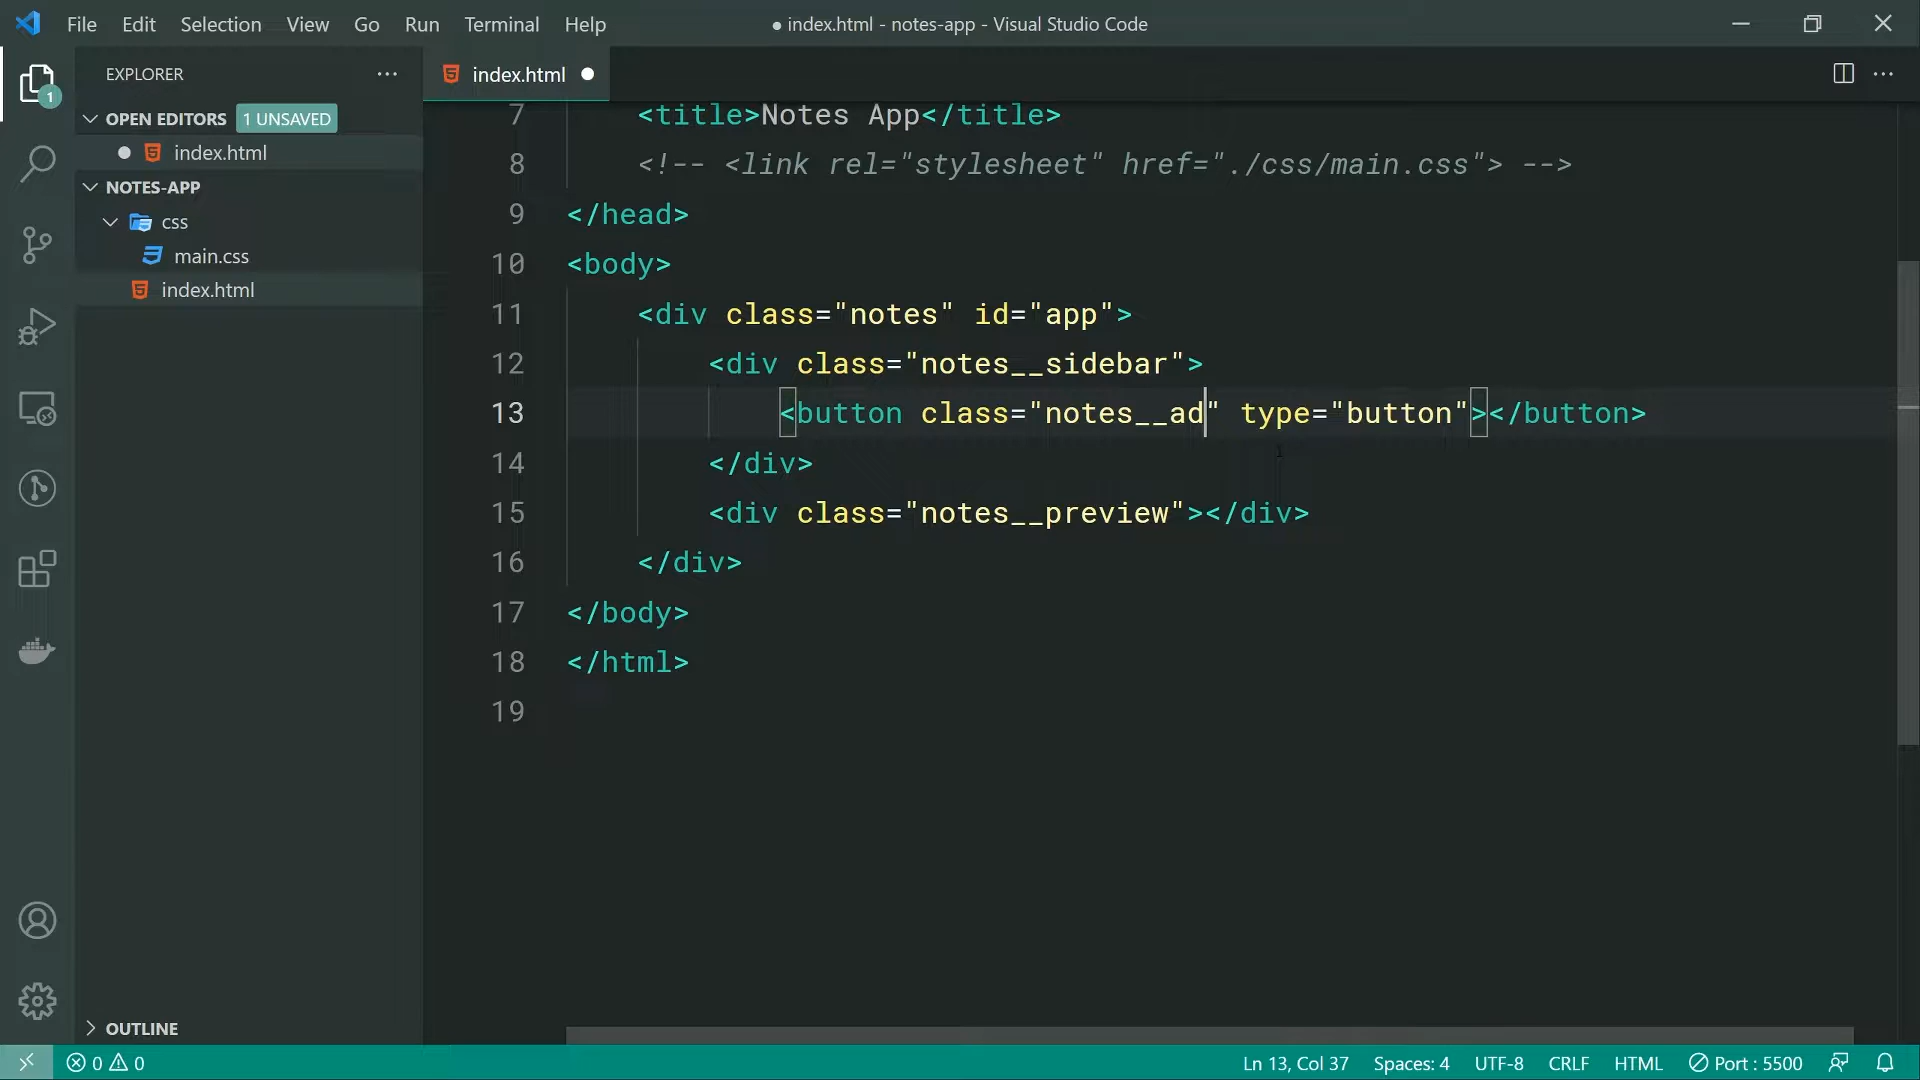 File Edit Selection View Go Run Terminal Help
● index.html - notes-app - Visual Studio Code
EXPLORER
index.html
1
OPEN EDITORS 1 UNSAVED
index.html
NOTES-APP
css
main.css
index.html
OUTLINE
7 <title>Notes App</title>
8 <!-- <link rel="stylesheet" href="./css/main.css"> -->
9 </head>
10 <body>
11 <div class="notes" id="app">
12 <div class="notes__sidebar">
13 <button class="notes__ad" type="button"></button>
14 </div>
15 <div class="notes__preview"></div>
16 </div>
17 </body>
18 </html>
19
0 0
Ln 13, Col 37 Spaces: 4 UTF-8 CRLF HTML Port : 5500